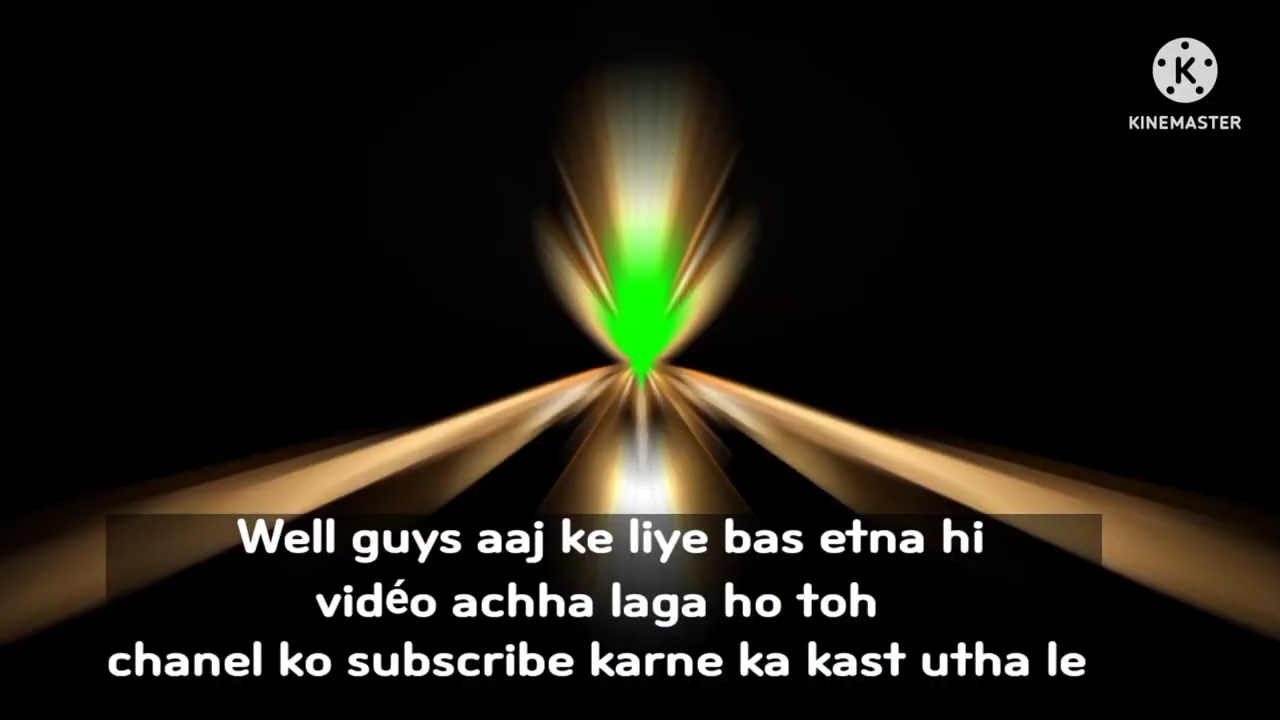 KINEMASTER
Well guys aaj ke liye bas etna hi
vidéo achha laga ho toh
chanel ko subscribe karne ka kast utha le